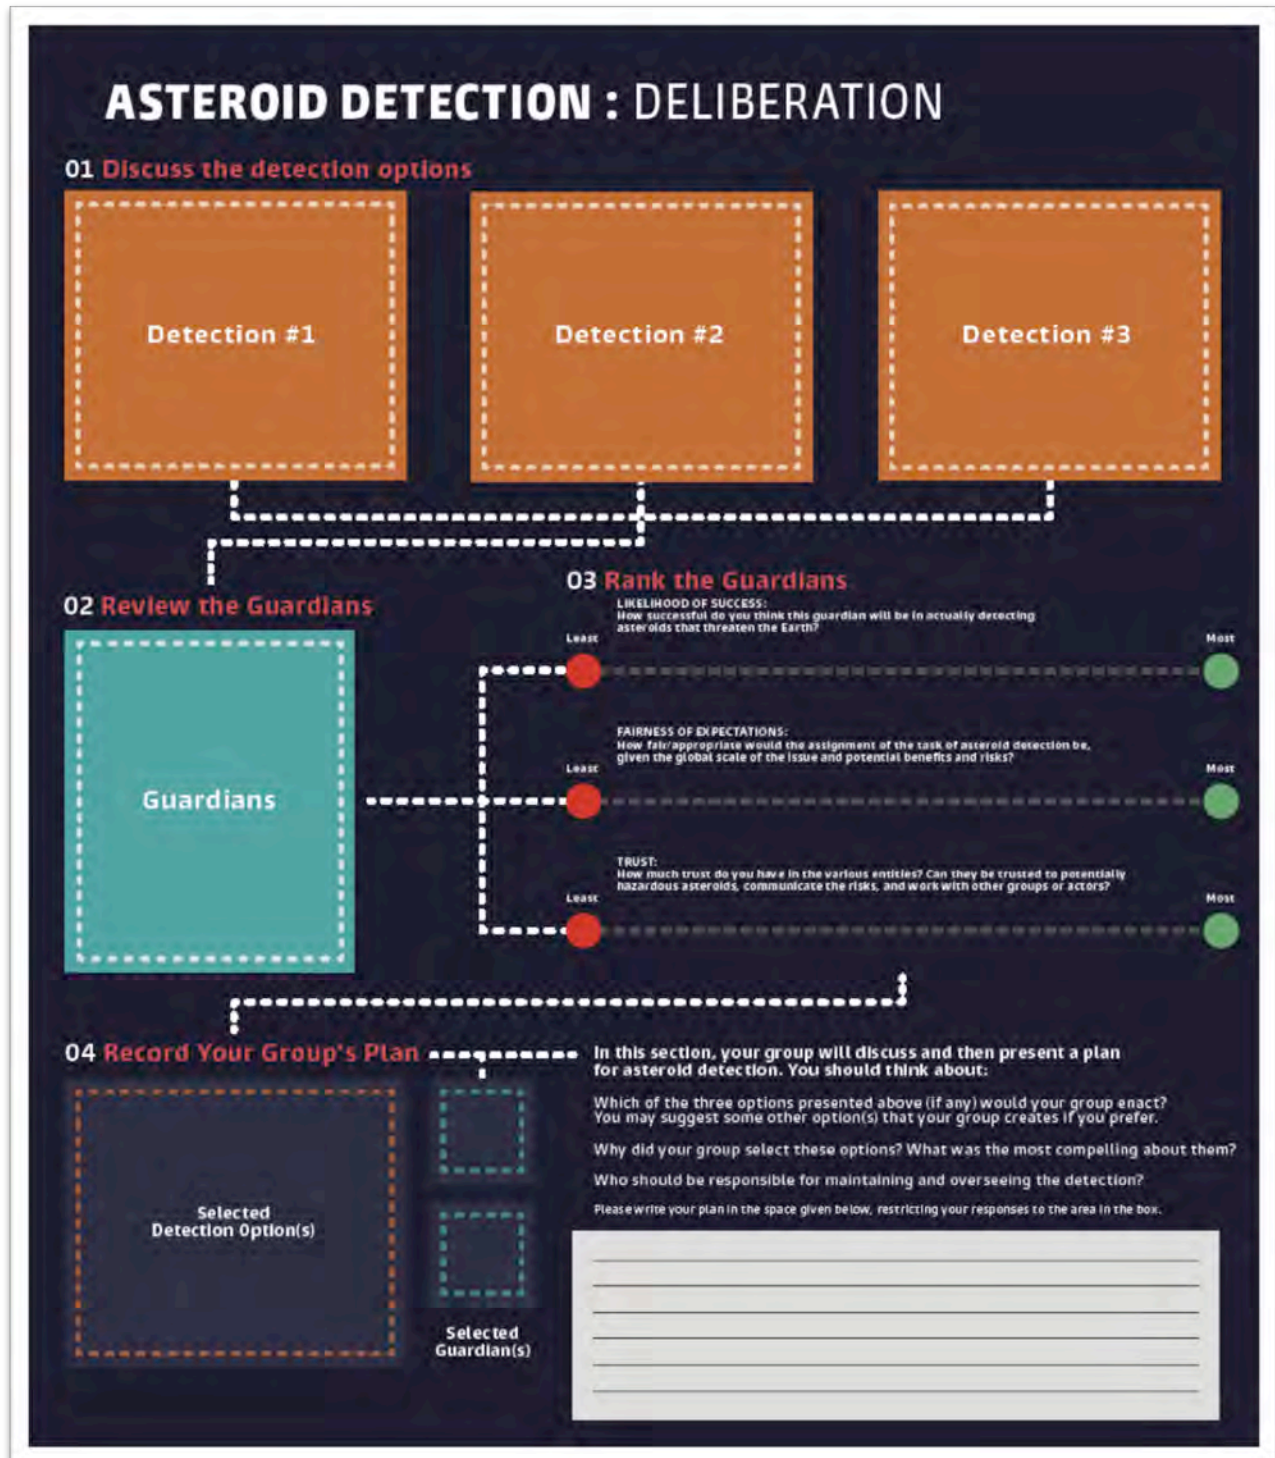 ASTEROID DETECTION : DELIBERATION
01 Discuss the detection options
Detection #1
Detection #2
Detection #3
02 Review the Guardians
Guardians
03 Rank the Guardians
LIKELIHOOD OF SUCCESS:
How successful do you think this guardian will be in actually detecting
asteroids that threaten the Earth?
Least
Most
FAIRNESS OF EXPECTATIONS:
How fair/appropriate would the assignment of the task of asteroid detection be,
given the global scale of the issue and potential benefits and risks?
Least
Most
TRUST:
How much trust do you have in the various entities? Can they be trusted to potentially
hazardous asteroids, communicate the risks, and work with other groups or actors?
Least
Most
04 Record Your Group's Plan
Selected
Detection Option(s)
Selected
Guardian(s)
In this section, your group will discuss and then present a plan
for asteroid detection. You should think about:
Which of the three options presented above (if any) would your group enact?
You may suggest some other option(s) that your group creates if you prefer.
Why did your group select these options? What was the most compelling about them?
Who should be responsible for maintaining and overseeing the detection?
Please write your plan in the space given below, restricting your responses to the area in the box.